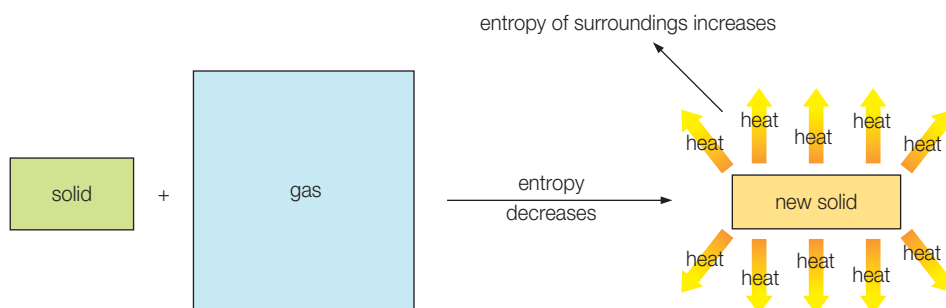 entropy of surroundings increases
heat heat heat heat heat
solid + gas
entropy
decreases
new solid
heat heat heat heat heat